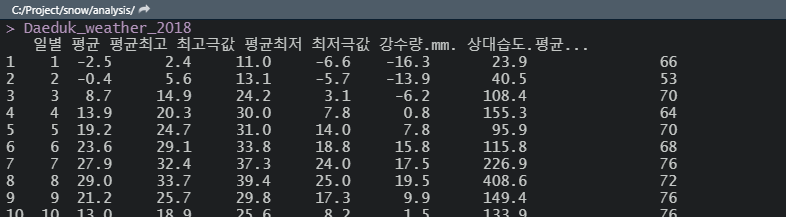 C:/Project/snow/analysis/
> Daeduk_weather_2018
일별 평균 평균최고 최고극값 평균최저 최저극값 강수량.mm. 상대습도.평균...
1 1 -2.5 2.4 11.0 -6.6 -16.3 23.9 66
2 2 -0.4 5.6 13.1 -5.7 -13.9 40.5 53
3 3 8.7 14.9 24.2 3.1 -6.2 108.4 70
4 4 13.9 20.3 30.0 7.8 0.8 155.3 64
5 5 19.2 24.7 31.0 14.0 7.8 95.9 70
6 6 23.6 29.1 33.8 18.8 15.8 115.8 68
7 7 27.9 32.4 37.3 24.0 17.5 226.9 76
8 8 29.0 33.7 39.4 25.0 19.5 408.6 72
9 9 21.2 25.7 29.8 17.3 9.9 149.4 76
10 10 13.0 18.9 25.6 8.2 1.5 133.9 76